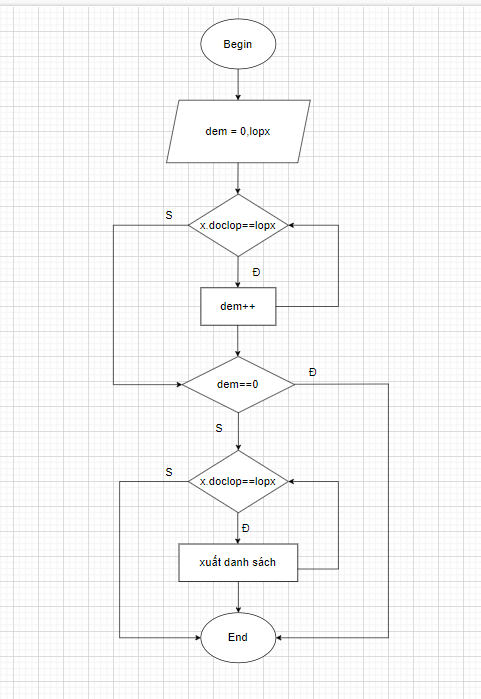 Begin
dem = 0,lopx
S
x.doclop==lopx
Đ
dem++
Đ
dem==0
S
S
x.doclop==lopx
Đ
xuất danh sách
End